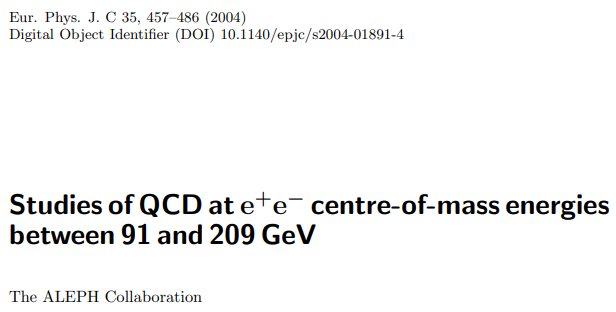 Eur. Phys. J. C 35, 457–486 (2004)
Digital Object Identifier (DOI) 10.1140/epjc/s2004-01891-4
Studies of QCD at e⁺e⁻ centre-of-mass energies
between 91 and 209 GeV
The ALEPH Collaboration